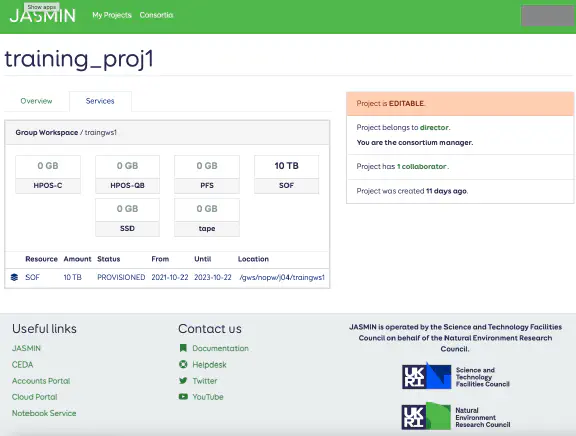 Show apps
JASMIN My Projects Consortia
training_proj1
Overview Services
Group Workspace / traingws1
0 GB 0 GB 0 GB 10 TB
HPOS-C HPOS-QB PFS SOF
0 GB 0 GB
SSD tape
Resource Amount Status From Until Location
SOF 10 TB PROVISIONED 2021-10-22 2023-10-22 /gws/nopw/j04/traingws1
Project is EDITABLE.
Project belongs to director.
You are the consortium manager.
Project has 1 collaborator.
Project was created 11 days ago.
Useful links
JASMIN
CEDA
Accounts Portal
Cloud Portal
Notebook Service
Contact us
Documentation
Helpdesk
Twitter
YouTube
JASMIN is operated by the Science and Technology Facilities
Council on behalf of the Natural Environment Research
Council.
UKRI
Science and
Technology
Facilities Council
UKRI
Natural
Environment
Research Council